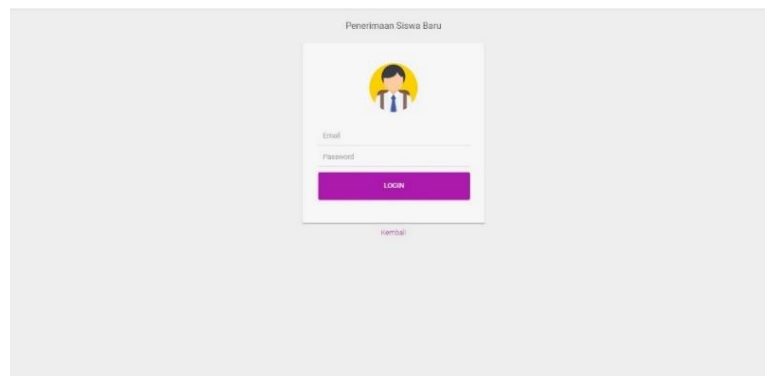 Penerimaan Siswa Baru
Email
Password
LOGIN
Kembali